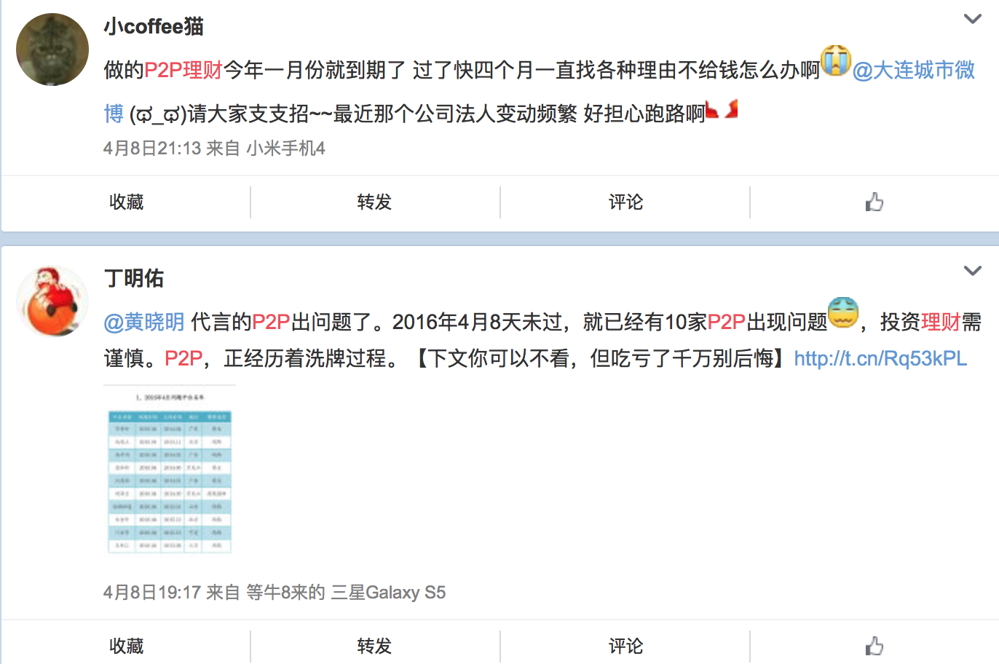 小coffee猫
做的P2P理财今年一月份就到期了 过了快四个月一直找各种理由不给钱怎么办啊@大连城市微
博 (ಥ_ಥ)请大家支支招~~最近那个公司法人变动频繁 好担心跑路啊
4月8日21:13 来自 小米手机4
收藏 转发 评论
丁明佑
@黄晓明 代言的P2P出问题了。2016年4月8天未过，就已经有10家P2P出现问题，投资理财需
谨慎。P2P，正经历着洗牌过程。【下文你可以不看，但吃亏了千万别后悔】http://t.cn/Rq53kPL
4月8日19:17 来自 等牛8来的 三星Galaxy S5
收藏 转发 评论